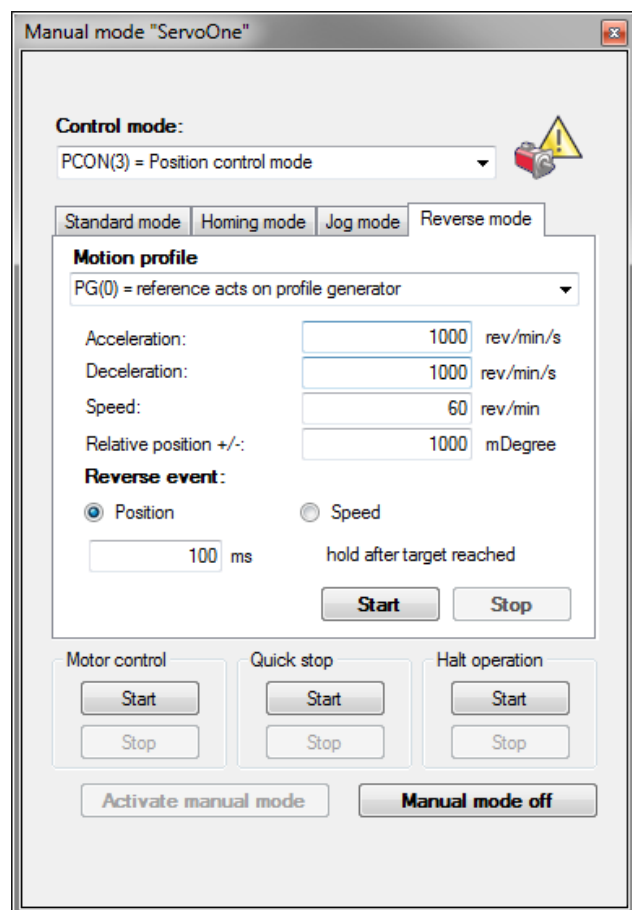 Manual mode "ServoOne"
Control mode:
PCON(3) = Position control mode
Standard mode Homing mode Jog mode Reverse mode
Motion profile
PG(0) = reference acts on profile generator
Acceleration: 1000 rev/min/s
Deceleration: 1000 rev/min/s
Speed: 60 rev/min
Relative position +/-: 1000 mDegree
Reverse event:
Position Speed
100 ms hold after target reached
Start Stop
Motor control Quick stop Halt operation
Start Start Start
Stop Stop Stop
Activate manual mode Manual mode off